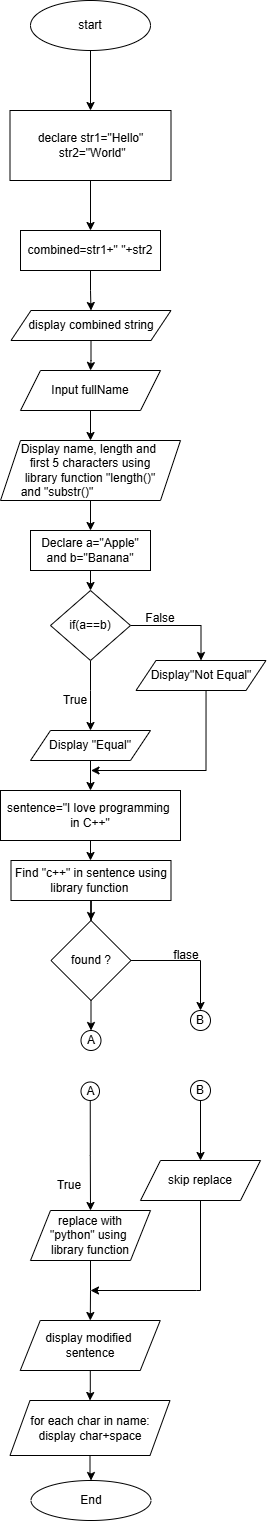 start
declare str1="Hello"
str2="World"
combined=str1+" "+str2
display combined string
Input fullName
Display name, length and
first 5 characters using
library function "length()"
and "substr()"
Declare a="Apple"
and b="Banana"
if(a==b)
False
Display"Not Equal"
True
Display "Equal"
sentence="I love programming
in C++"
Find "c++" in sentence using
library function
found ?
flase
A
B
A
B
skip replace
True
replace with
"python" using
library function
display modified
sentence
for each char in name:
display char+space
End